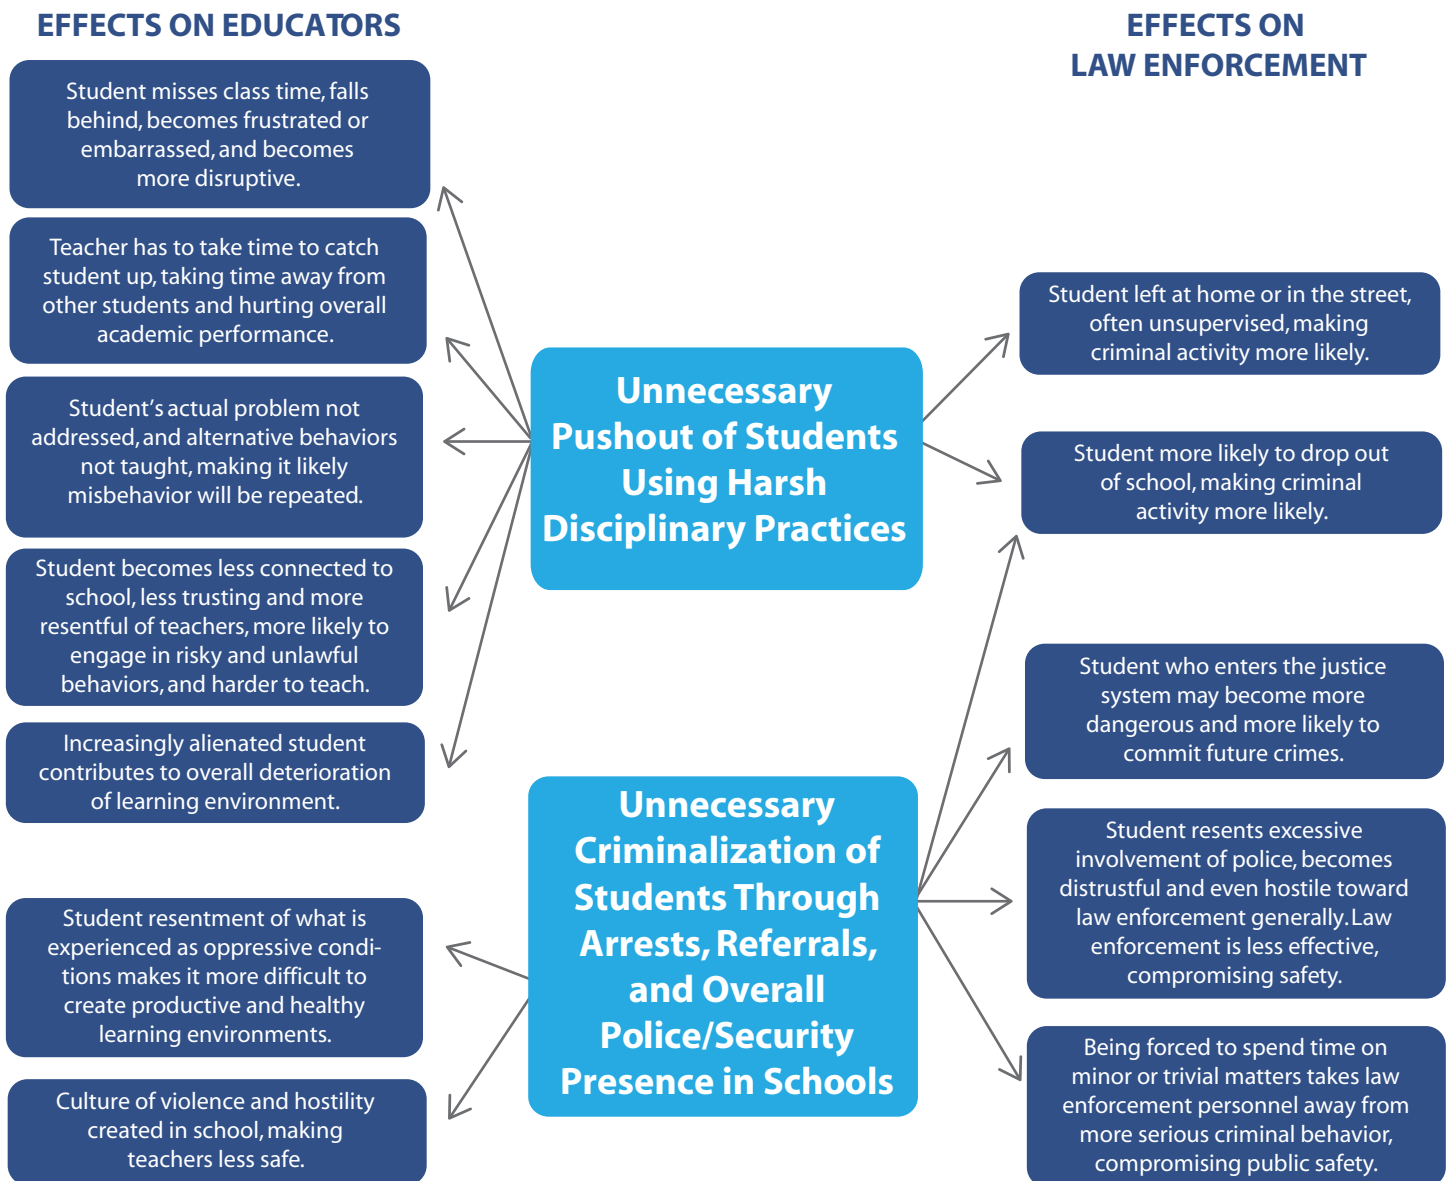 EFFECTS ON EDUCATORS
Student misses class time, falls
behind, becomes frustrated or
embarrassed, and becomes
more disruptive.
Teacher has to take time to catch
student up, taking time away from
other students and hurting overall
academic performance.
Student's actual problem not
addressed, and alternative behaviors
not taught, making it likely
misbehavior will be repeated.
Student becomes less connected to
school, less trusting and more
resentful of teachers, more likely to
engage in risky and unlawful
behaviors, and harder to teach.
Increasingly alienated student
contributes to overall deterioration
of learning environment.
Student resentment of what is
experienced as oppressive condi-
tions makes it more difficult to
create productive and healthy
learning environments.
Culture of violence and hostility
created in school, making
teachers less safe.
Unnecessary
Pushout of Students
Using Harsh
Disciplinary Practices
Unnecessary
Criminalization of
Students Through
Arrests, Referrals,
and Overall
Police/Security
Presence in Schools
EFFECTS ON
LAW ENFORCEMENT
Student left at home or in the street,
often unsupervised, making
criminal activity more likely.
Student more likely to drop out
of school, making criminal
activity more likely.
Student who enters the justice
system may become more
dangerous and more likely to
commit future crimes.
Student resents excessive
involvement of police, becomes
distrustful and even hostile toward
law enforcement generally. Law
enforcement is less effective,
compromising safety.
Being forced to spend time on
minor or trivial matters takes law
enforcement personnel away from
more serious criminal behavior,
compromising public safety.